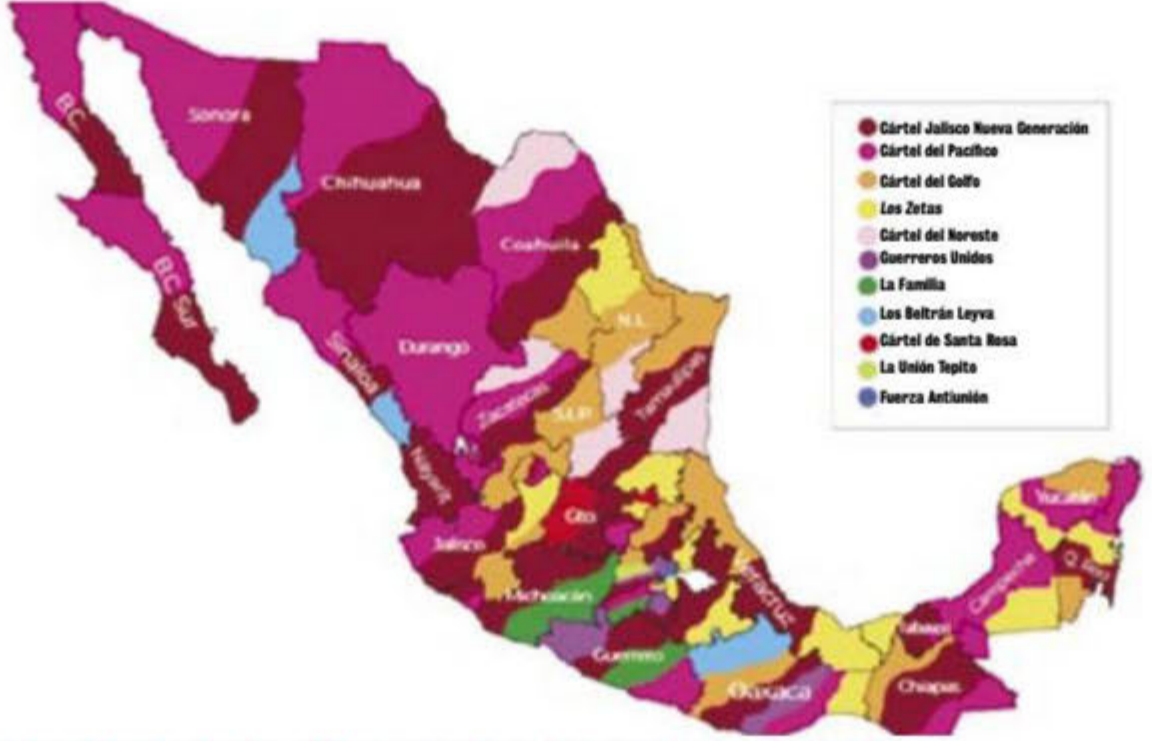 BC
Sonora
Chihuahua
Cártel Jalisco Nueva Generación
Cártel del Pacífico
Cártel del Golfo
Los Zetas
Cártel del Noreste
Guerreros Unidos
La Familia
Los Beltrán Leyva
Cártel de Santa Rosa
La Unión Tepito
Fuerza Antiunión
Coahuila
B.C. Sur
N.L.
Durango
Sinaloa
Zacatecas
S.L.P.
Tamaulipas
Nayarit
Gto
Jalisco
Yucatán
Q. Roo
Campeche
Michoacán
Veracruz
Tabasco
Guerrero
Oaxaca
Chiapas